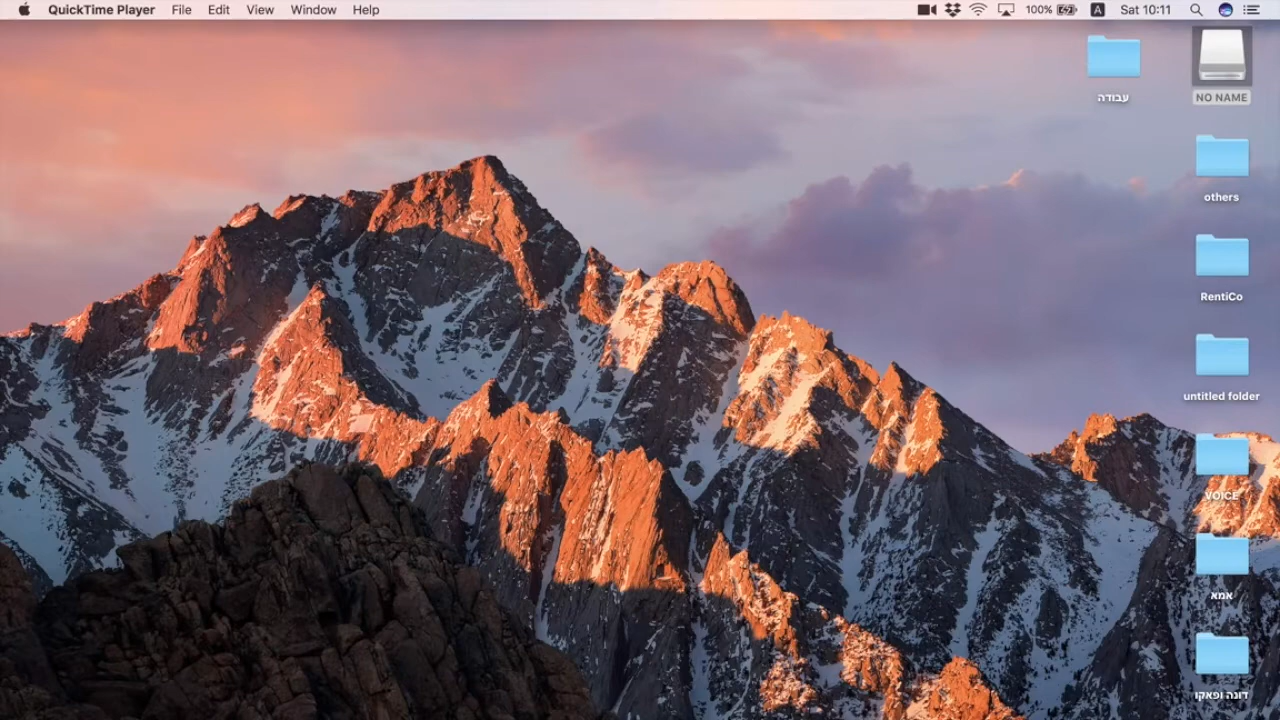 QuickTime Player File Edit View Window Help 100% A Sat 10:11
עבודה
NO NAME
others
RentiCo
untitled folder
VOICE
אמא
דונה ופאקו